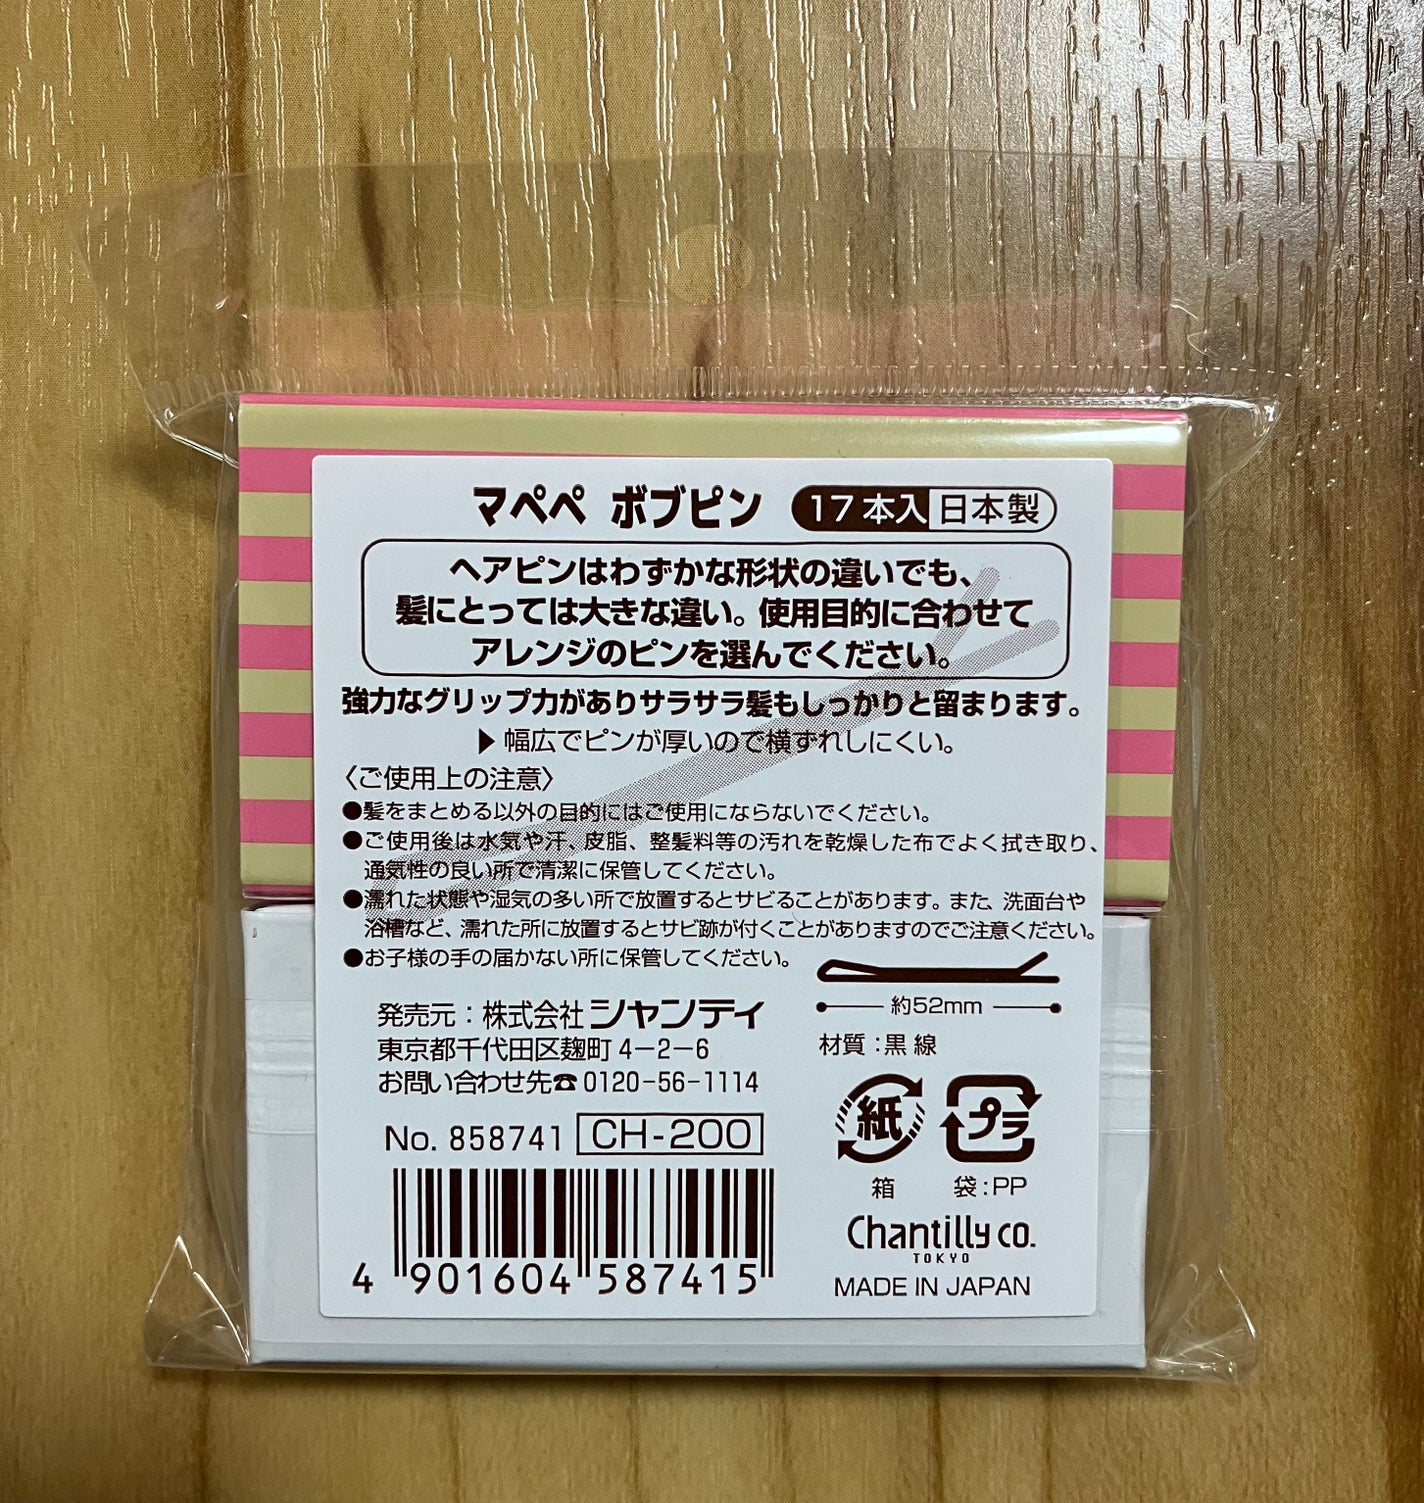 マペペ ボブピン 17本入 日本製
ヘアピンはわずかな形状の違いでも、
髪にとっては大きな違い。使用目的に合わせて
アレンジのピンを選んでください。
強力なグリップ力がありサラサラ髪もしっかりと留まります。
▶幅広でピンが厚いので横ずれしにくい。
〈ご使用上の注意〉
●髪をまとめる以外の目的にはご使用にならないでください。
●ご使用後は水気や汗、皮脂、整髪料等の汚れを乾燥した布でよく拭き取り、
通気性の良い所で清潔に保管してください。
●濡れた状態や湿気の多い所で放置するとサビることがあります。また、洗面台や
浴槽など、濡れた所に放置するとサビ跡が付くことがありますのでご注意ください。
●お子様の手の届かない所に保管してください。
約52mm
材質:黒線
発売元:株式会社シャンティ
東京都千代田区麹町4-2-6
お問い合わせ先☎0120-56-1114
No. 858741 CH-200
4 901604 587415
紙 プラ
箱 袋:PP
Chantilly co.
TOKYO
MADE IN JAPAN